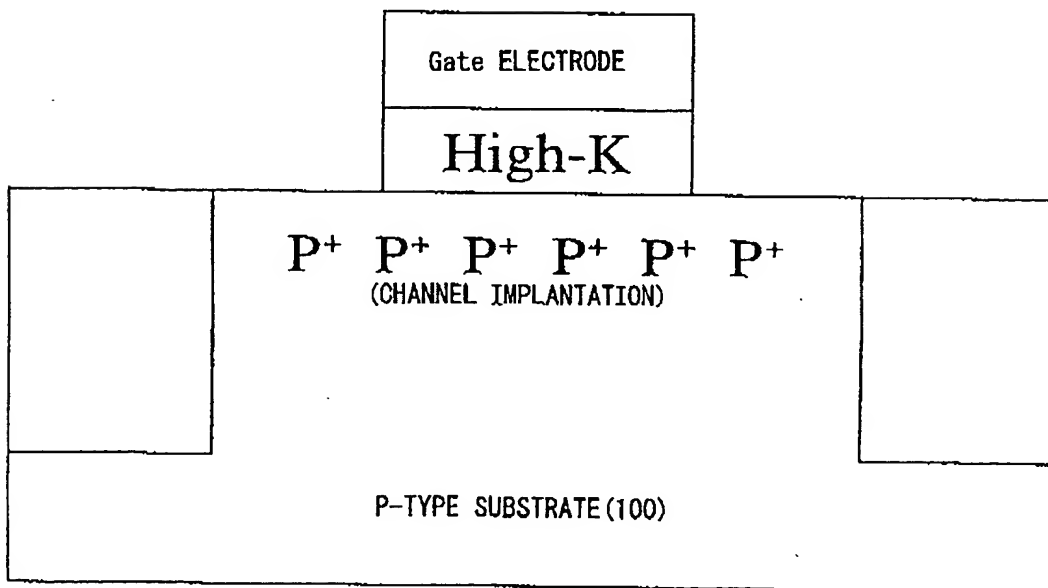 Gate ELECTRODE
High-K
P⁺ P⁺ P⁺ P⁺ P⁺ P⁺
(CHANNEL IMPLANTATION)
P-TYPE SUBSTRATE(100)